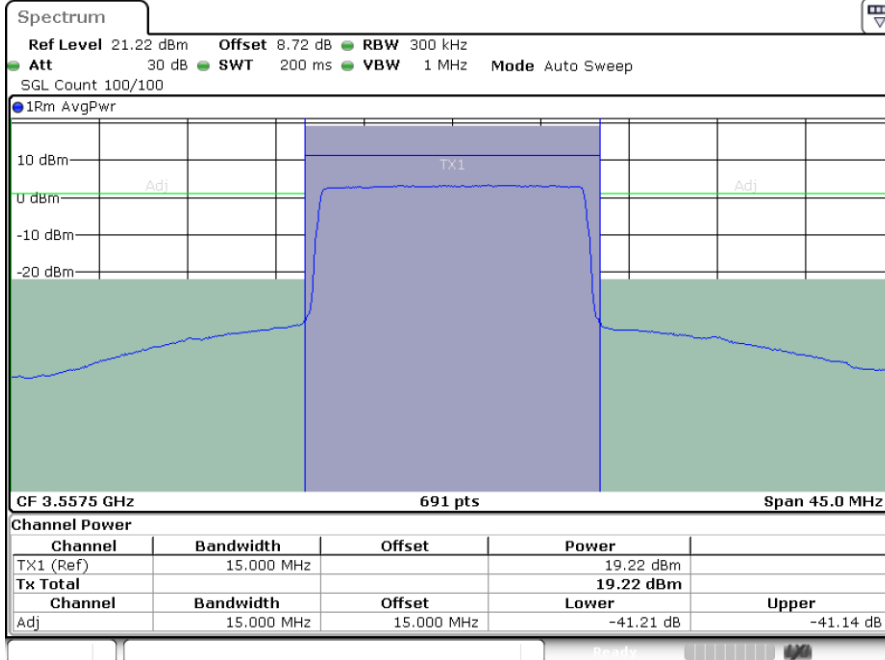 Spectrum
Ref Level 21.22 dBm Offset 8.72 dB RBW 300 kHz
Att 30 dB SWT 200 ms VBW 1 MHz Mode Auto Sweep
SGL Count 100/100
1Rm AvgPwr
10 dBm
TX1
Adj Adj
0 dBm
-10 dBm
-20 dBm
CF 3.5575 GHz 691 pts Span 45.0 MHz
Channel Power
Channel Bandwidth Offset Power
TX1 (Ref) 15.000 MHz 19.22 dBm
Tx Total 19.22 dBm
Channel Bandwidth Offset Lower Upper
Adj 15.000 MHz 15.000 MHz -41.21 dB -41.14 dB
Ready